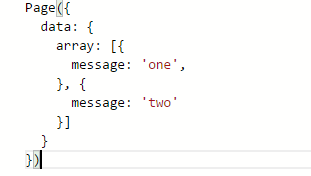 Page({
  data: {
    array: [{
      message: 'one',
    }, {
      message: 'two'
    }]
  }
})